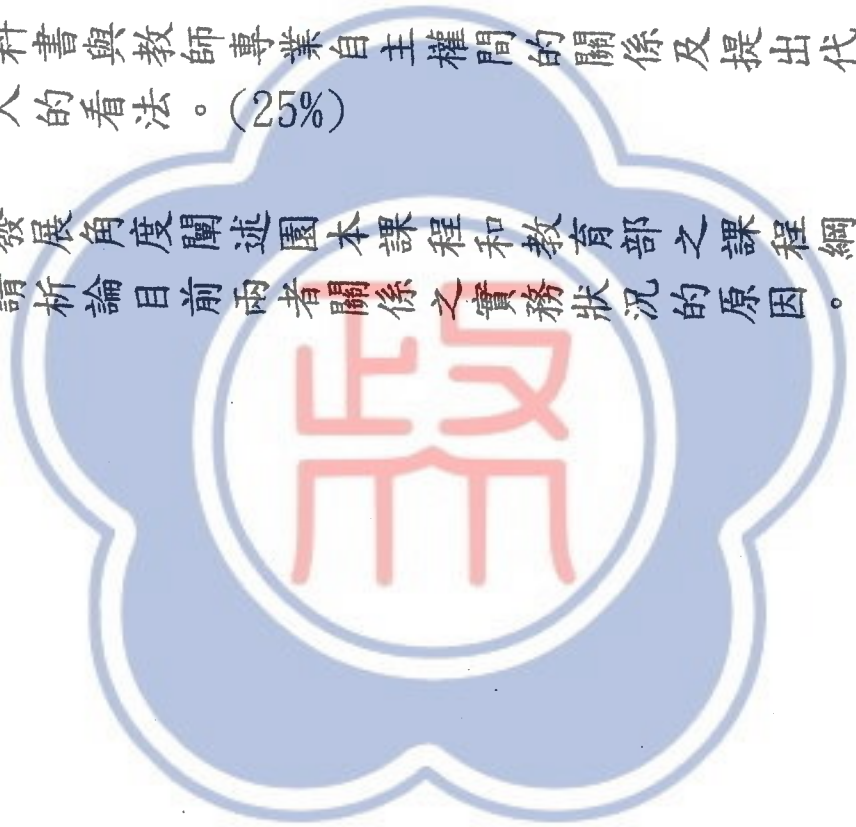 科書與教師專業自主權間的關係及提出代
人的看法。(25%)
發展角度闡述園本課程和教育部之課程綱
請析論目前兩者關係之實務狀況的原因。